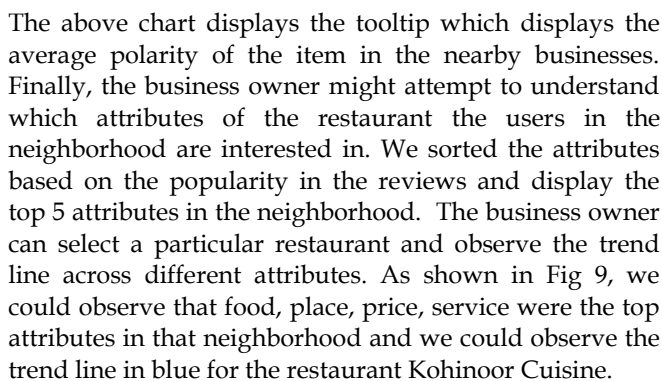 The above chart displays the tooltip which displays the
average polarity of the item in the nearby businesses.
Finally, the business owner might attempt to understand
which attributes of the restaurant the users in the
neighborhood are interested in. We sorted the attributes
based on the popularity in the reviews and display the
top 5 attributes in the neighborhood. The business owner
can select a particular restaurant and observe the trend
line across different attributes. As shown in Fig 9, we
could observe that food, place, price, service were the top
attributes in that neighborhood and we could observe the
trend line in blue for the restaurant Kohinoor Cuisine.